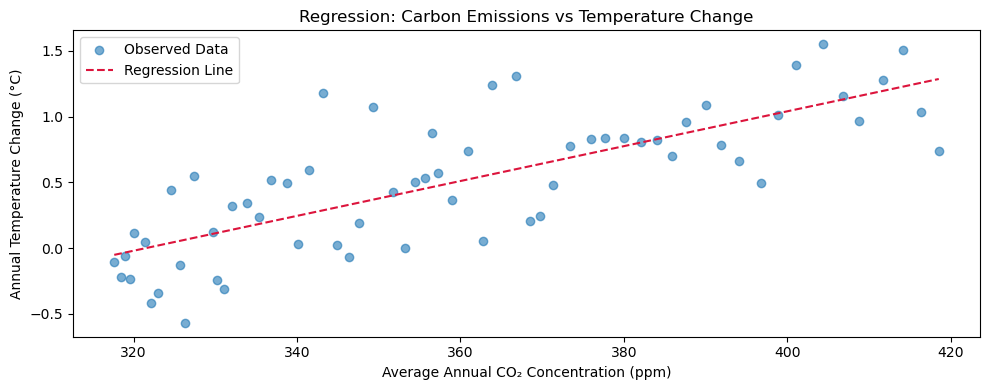 Regression: Carbon Emissions vs Temperature Change
Observed Data
Regression Line
Annual Temperature Change (°C)
1.5
1.0
0.5
0.0
−0.5
320 340 360 380 400 420
Average Annual CO₂ Concentration (ppm)